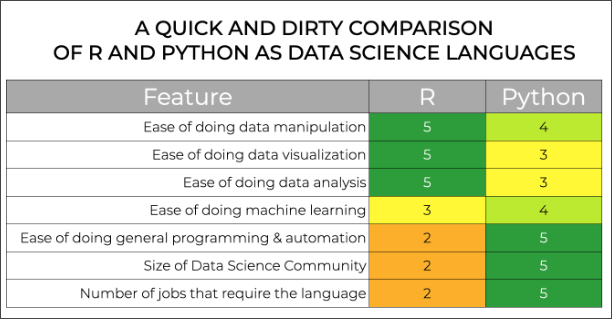 A QUICK AND DIRTY COMPARISON
OF R AND PYTHON AS DATA SCIENCE LANGUAGES
Feature R Python
Ease of doing data manipulation 5 4
Ease of doing data visualization 5 3
Ease of doing data analysis 5 3
Ease of doing machine learning 3 4
Ease of doing general programming & automation 2 5
Size of Data Science Community 2 5
Number of jobs that require the language 2 5